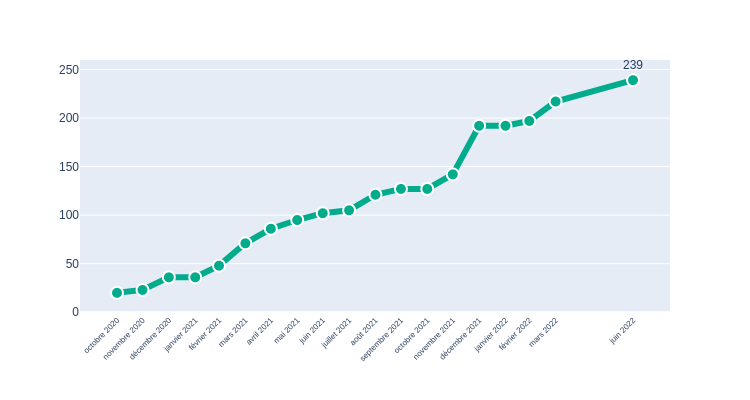 239
250
200
150
100
50
0
octobre 2020
novembre 2020
décembre 2020
janvier 2021
février 2021
mars 2021
avril 2021
mai 2021
juin 2021
juillet 2021
août 2021
septembre 2021
octobre 2021
novembre 2021
décembre 2021
janvier 2022
février 2022
mars 2022
juin 2022